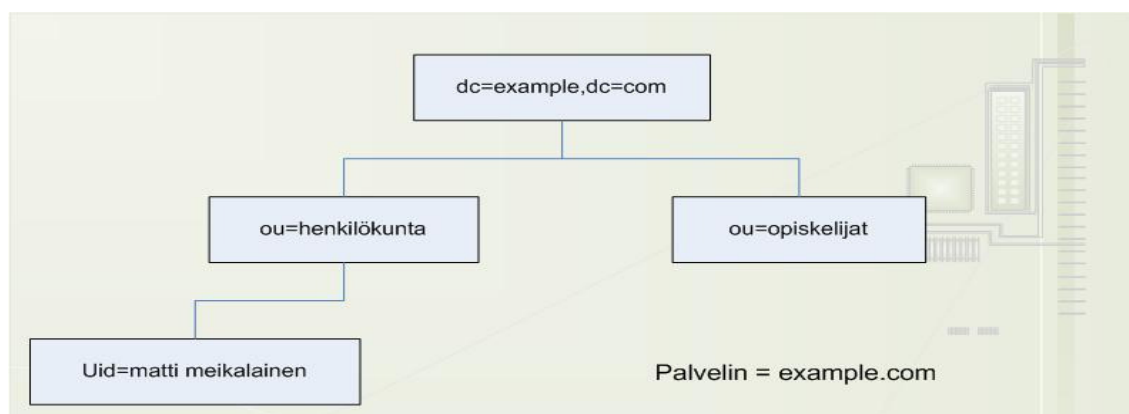 dc=example,dc=com
ou=henkilökunta
ou=opiskelijat
Uid=matti meikalainen
Palvelin = example.com